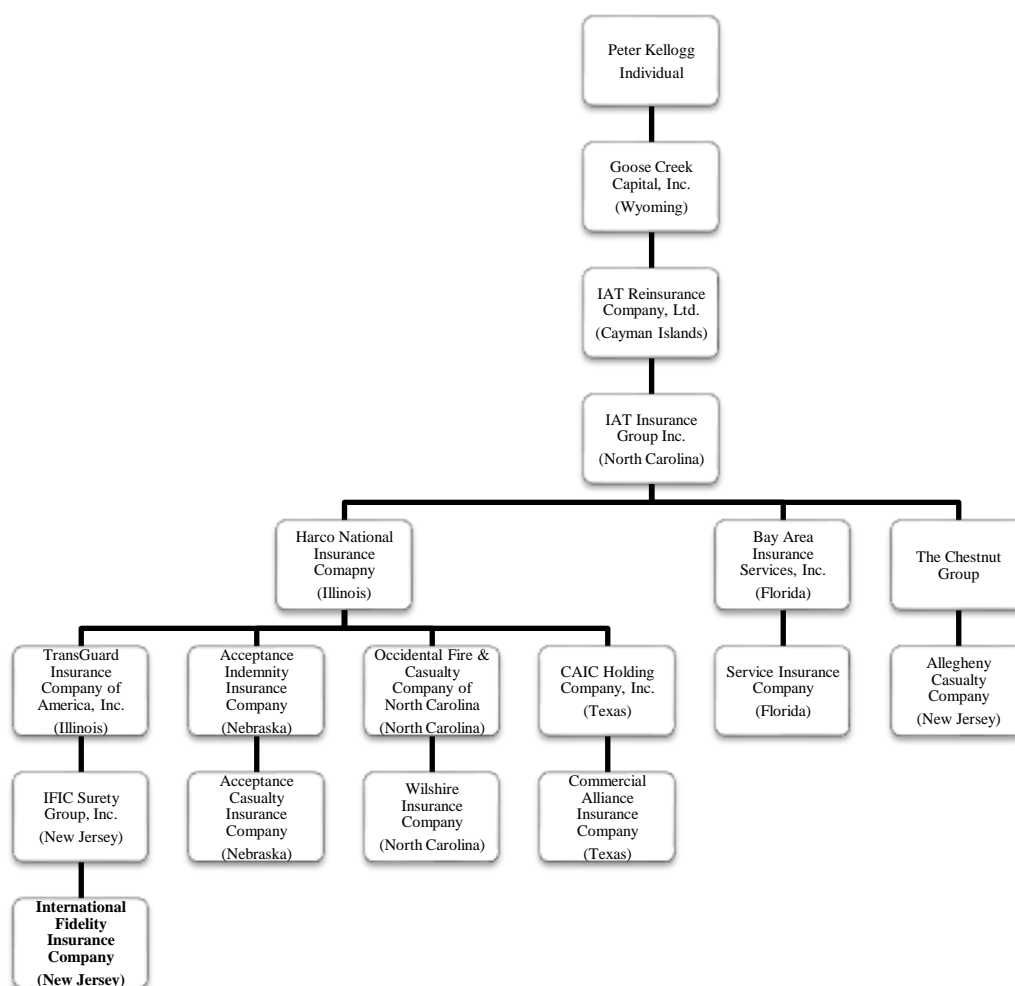 Peter Kellogg
Individual
Goose Creek
Capital, Inc.
(Wyoming)
IAT Reinsurance
Company, Ltd.
(Cayman Islands)
IAT Insurance
Group Inc.
(North Carolina)
Harco National
Insurance
Comapny
(Illinois)
Bay Area
Insurance
Services, Inc.
(Florida)
The Chestnut
Group
TransGuard
Insurance
Company of
America, Inc.
(Illinois)
Acceptance
Indemnity
Insurance
Company
(Nebraska)
Occidental Fire &
Casualty
Company of
North Carolina
(North Carolina)
CAIC Holding
Company, Inc.
(Texas)
Service Insurance
Company
(Florida)
Allegheny
Casualty
Company
(New Jersey)
IFIC Surety
Group, Inc.
(New Jersey)
Acceptance
Casualty
Insurance
Company
(Nebraska)
Wilshire
Insurance
Company
(North Carolina)
Commercial
Alliance
Insurance
Company
(Texas)
International
Fidelity
Insurance
Company
(New Jersey)